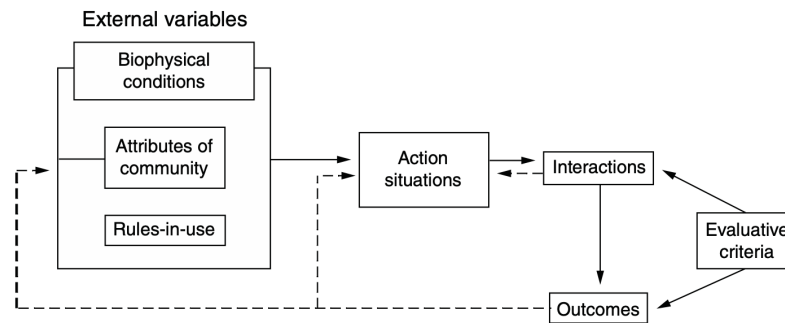 External variables
Biophysical
conditions
Attributes of
community
Rules-in-use
Action
situations
Interactions
Evaluative
criteria
Outcomes